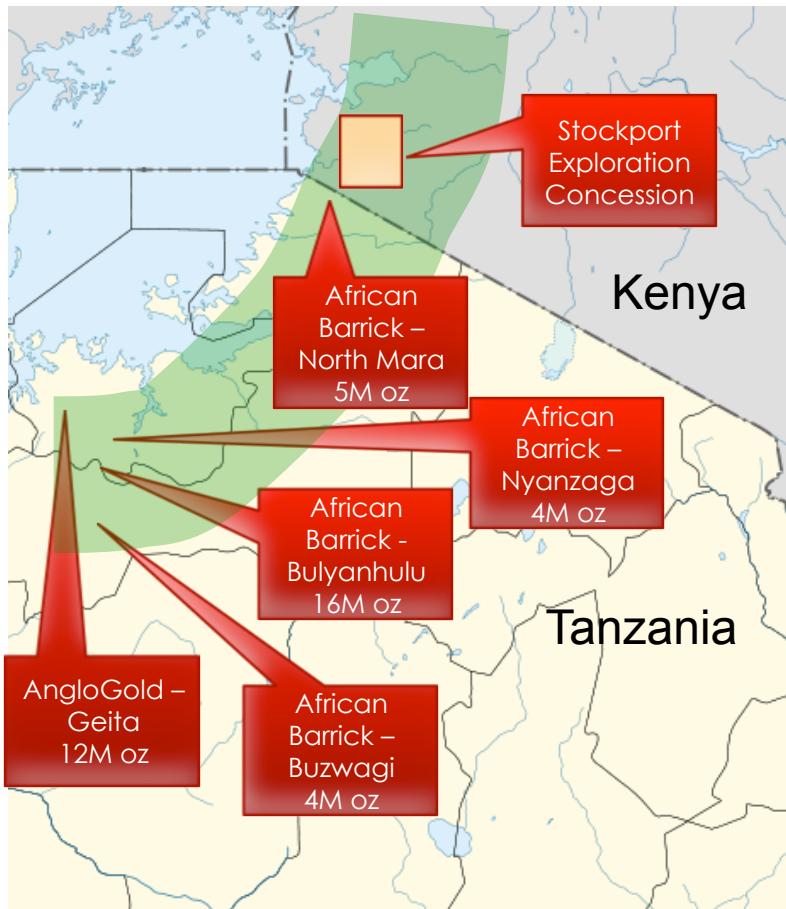 Stockport
Exploration
Concession
Kenya
African
Barrick –
North Mara
5M oz
African
Barrick –
Nyanzaga
4M oz
African
Barrick -
Bulyanhulu
16M oz
Tanzania
AngloGold –
Geita
12M oz
African
Barrick –
Buzwagi
4M oz